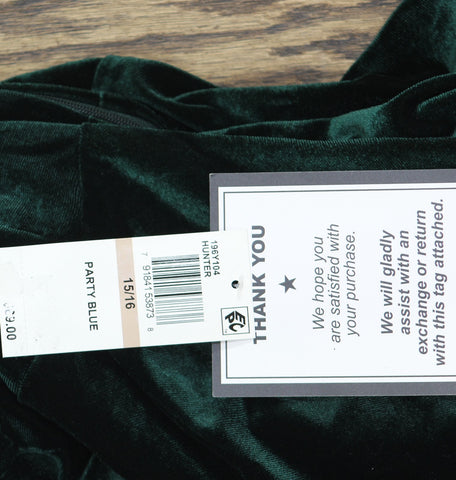 196Y104
HUNTER
7 91841 53873 8
15/16
PARTY BLUE
THANK YOU
We hope you
are satisfied with
your purchase.
We will gladly
assist with an
exchange or return
with this tag attached.